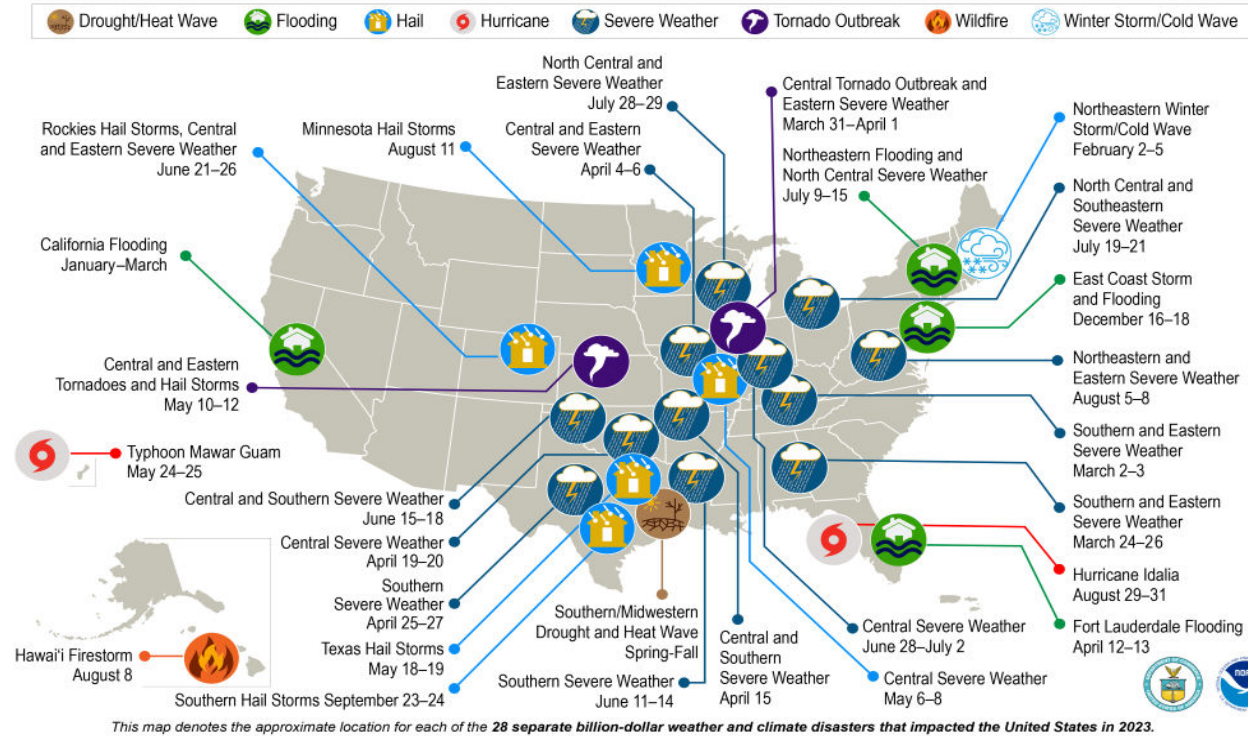 Drought/Heat Wave
Flooding
Hail
Hurricane
Severe Weather
Tornado Outbreak
Wildfire
Winter Storm/Cold Wave
North Central and
Eastern Severe Weather
July 28–29
Central Tornado Outbreak and
Eastern Severe Weather
March 31–April 1
Northeastern Winter
Storm/Cold Wave
February 2–5
Rockies Hail Storms, Central
and Eastern Severe Weather
June 21–26
Minnesota Hail Storms
August 11
Central and Eastern
Severe Weather
April 4–6
Northeastern Flooding and
North Central Severe Weather
July 9–15
North Central and
Southeastern
Severe Weather
July 19–21
California Flooding
January–March
East Coast Storm
and Flooding
December 16–18
Central and Eastern
Tornadoes and Hail Storms
May 10–12
Northeastern and
Eastern Severe Weather
August 5–8
Typhoon Mawar Guam
May 24–25
Southern and Eastern
Severe Weather
March 2–3
Central and Southern Severe Weather
June 15–18
Southern and Eastern
Severe Weather
March 24–26
Central Severe Weather
April 19–20
Southern
Severe Weather
April 25–27
Hurricane Idalia
August 29–31
Texas Hail Storms
May 18–19
Southern/Midwestern
Drought and Heat Wave
Spring-Fall
Central and
Southern
Severe Weather
April 15
Central Severe Weather
June 28–July 2
Fort Lauderdale Flooding
April 12–13
Hawai‘i Firestorm
August 8
Southern Hail Storms September 23–24
Southern Severe Weather
June 11–14
Central Severe Weather
May 6–8
This map denotes the approximate location for each of the 28 separate billion-dollar weather and climate disasters that impacted the United States in 2023.